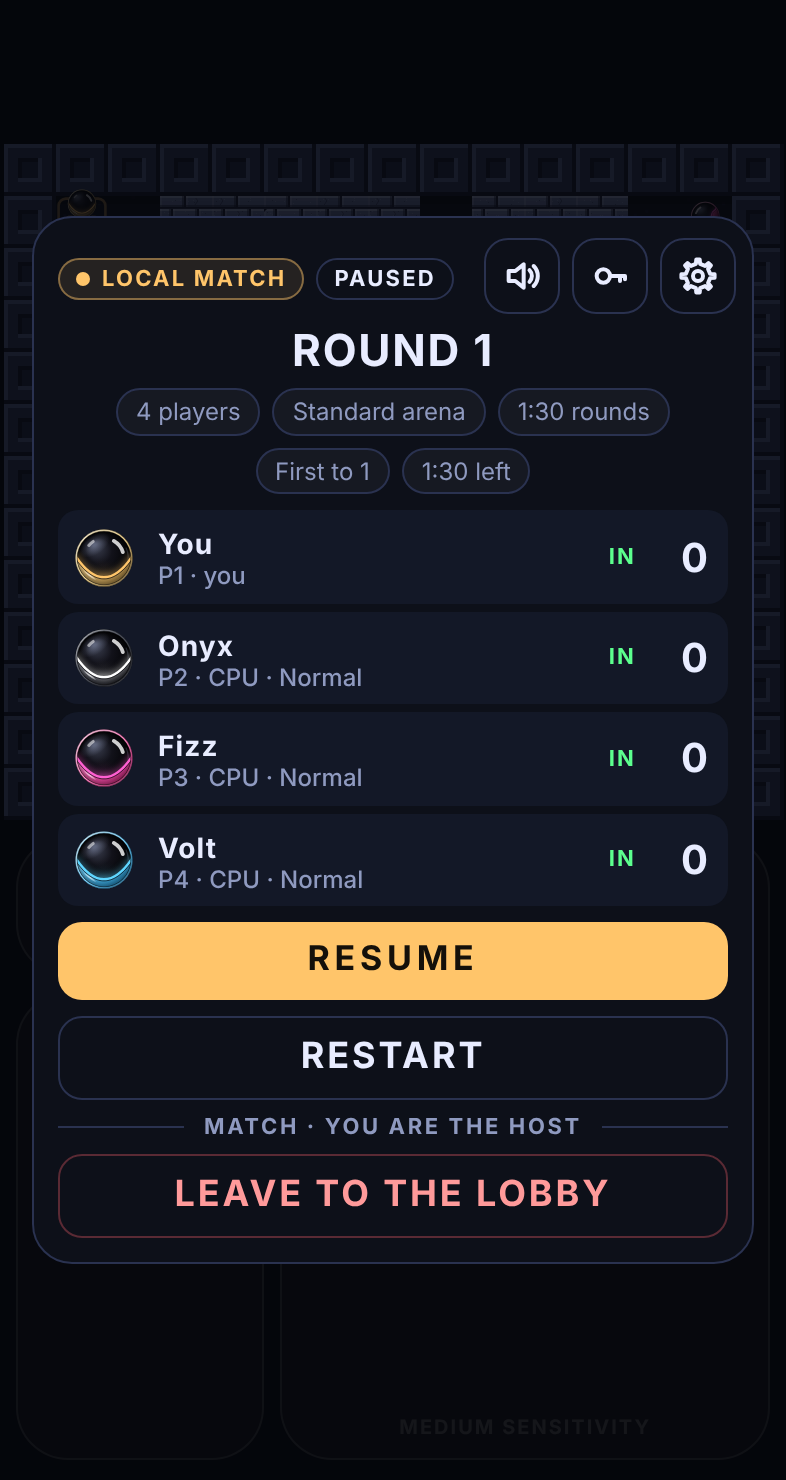 LOCAL MATCH
PAUSED
ROUND 1
4 players
Standard arena
1:30 rounds
First to 1
1:30 left
You
P1 · you
IN
0
Onyx
P2 · CPU · Normal
IN
0
Fizz
P3 · CPU · Normal
IN
0
Volt
P4 · CPU · Normal
IN
0
RESUME
RESTART
MATCH · YOU ARE THE HOST
LEAVE TO THE LOBBY
MEDIUM SENSITIVITY